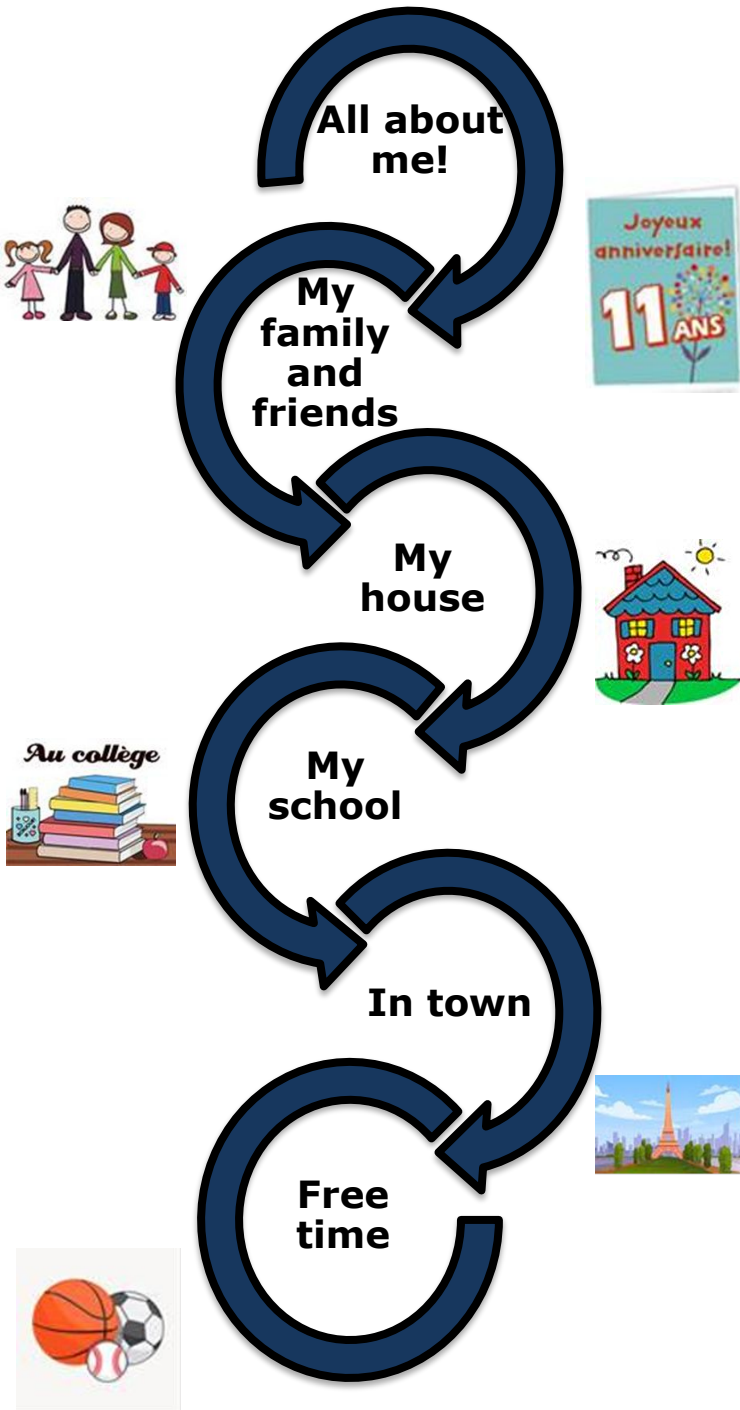 All about
me!
Joyeux
anniversaire!
11 ANS
My
family
and
friends
My
house
Au collège
My
school
In town
Free
time